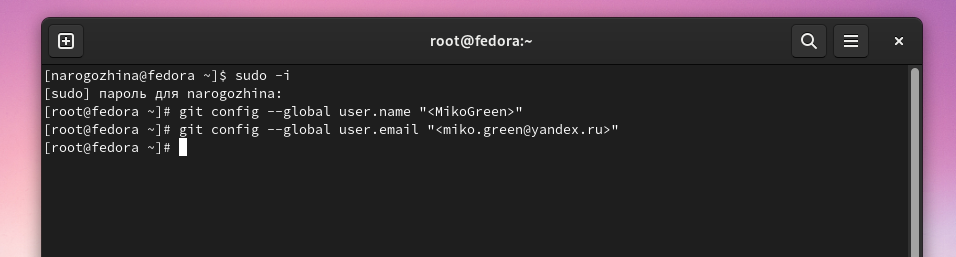 root@fedora:~
[narogozhina@fedora ~]$ sudo -i
[sudo] пароль для narogozhina:
[root@fedora ~]# git config --global user.name "<MikoGreen>"
[root@fedora ~]# git config --global user.email "<miko.green@yandex.ru>"
[root@fedora ~]#